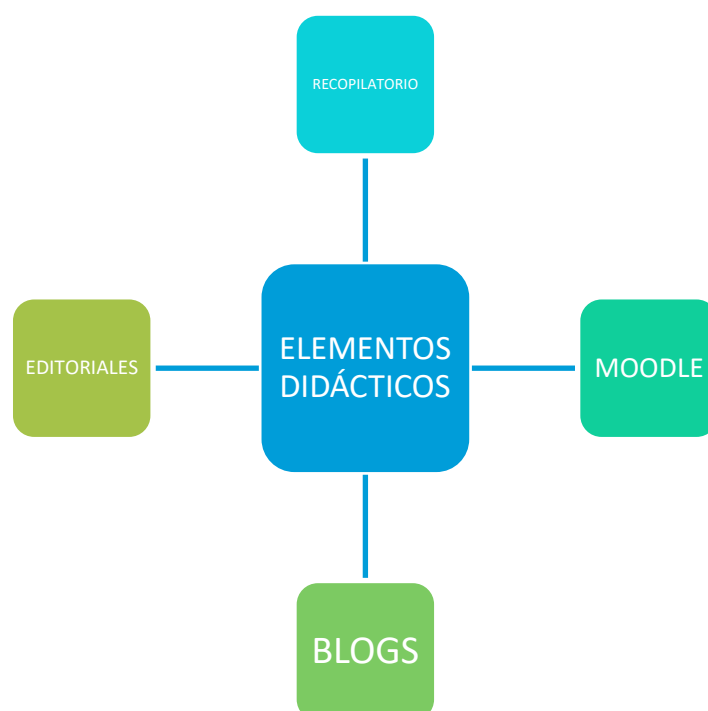 RECOPILATORIO
EDITORIALES
ELEMENTOS
DIDÁCTICOS
MOODLE
BLOGS